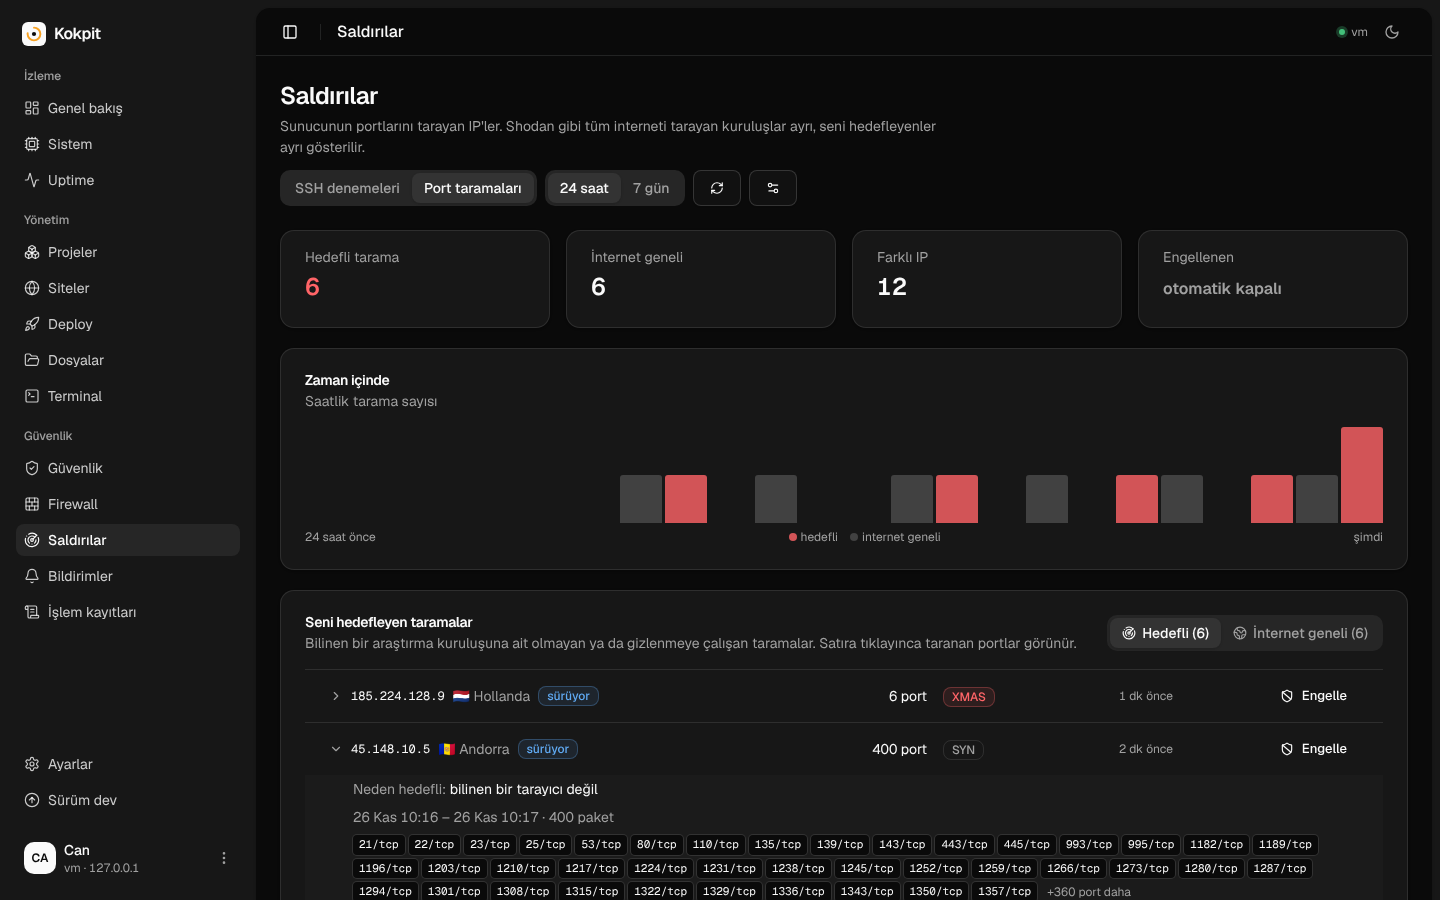 Kokpit
İzleme
Genel bakış
Sistem
Uptime
Yönetim
Projeler
Siteler
Deploy
Dosyalar
Terminal
Güvenlik
Güvenlik
Firewall
Saldırılar
Bildirimler
İşlem kayıtları
Ayarlar
Sürüm dev
CA
Can
vm · 127.0.0.1
Saldırılar
vm
Saldırılar
Sunucunun portlarını tarayan IP'ler. Shodan gibi tüm interneti tarayan kuruluşlar ayrı, seni hedefleyenler
ayrı gösterilir.
SSH denemeleri Port taramaları 24 saat 7 gün
Hedefli tarama
6
İnternet geneli
6
Farklı IP
12
Engellenen
otomatik kapalı
Zaman içinde
Saatlik tarama sayısı
24 saat önce hedefli internet geneli şimdi
Seni hedefleyen taramalar
Bilinen bir araştırma kuruluşuna ait olmayan ya da gizlenmeye çalışan taramalar. Satıra tıklayınca taranan portlar görünür.
Hedefli (6) İnternet geneli (6)
185.224.128.9 Hollanda sürüyor 6 port XMAS 1 dk önce Engelle
45.148.10.5 Andorra sürüyor 400 port SYN 2 dk önce Engelle
Neden hedefli: bilinen bir tarayıcı değil
26 Kas 10:16 – 26 Kas 10:17 · 400 paket
21/tcp 22/tcp 23/tcp 25/tcp 53/tcp 80/tcp 110/tcp 135/tcp 139/tcp 143/tcp 443/tcp 445/tcp 993/tcp 995/tcp 1182/tcp 1189/tcp
1196/tcp 1203/tcp 1210/tcp 1217/tcp 1224/tcp 1231/tcp 1238/tcp 1245/tcp 1252/tcp 1259/tcp 1266/tcp 1273/tcp 1280/tcp 1287/tcp
1294/tcp 1301/tcp 1308/tcp 1315/tcp 1322/tcp 1329/tcp 1336/tcp 1343/tcp 1350/tcp 1357/tcp +360 port daha